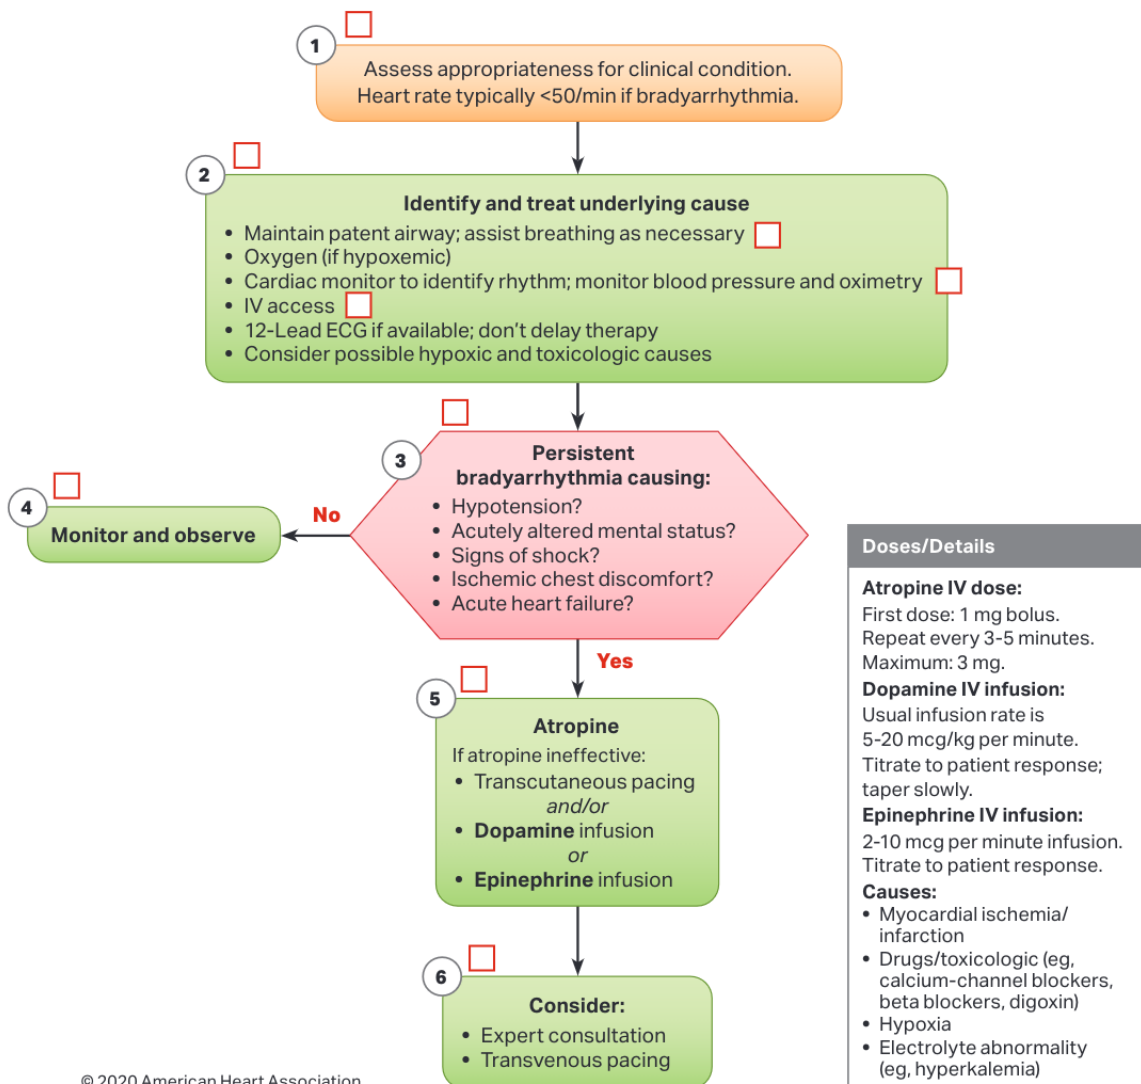 1
Assess appropriateness for clinical condition.
Heart rate typically <50/min if bradyarrhythmia.
2
Identify and treat underlying cause
• Maintain patent airway; assist breathing as necessary
• Oxygen (if hypoxemic)
• Cardiac monitor to identify rhythm; monitor blood pressure and oximetry
• IV access
• 12-Lead ECG if available; don't delay therapy
• Consider possible hypoxic and toxicologic causes
3
Persistent
bradyarrhythmia causing:
• Hypotension?
• Acutely altered mental status?
• Signs of shock?
• Ischemic chest discomfort?
• Acute heart failure?
No
4
Monitor and observe
Yes
5
Atropine
If atropine ineffective:
• Transcutaneous pacing
and/or
• Dopamine infusion
or
• Epinephrine infusion
6
Consider:
• Expert consultation
• Transvenous pacing
Doses/Details
Atropine IV dose:
First dose: 1 mg bolus.
Repeat every 3-5 minutes.
Maximum: 3 mg.
Dopamine IV infusion:
Usual infusion rate is
5-20 mcg/kg per minute.
Titrate to patient response;
taper slowly.
Epinephrine IV infusion:
2-10 mcg per minute infusion.
Titrate to patient response.
Causes:
• Myocardial ischemia/
infarction
• Drugs/toxicologic (eg,
calcium-channel blockers,
beta blockers, digoxin)
• Hypoxia
• Electrolyte abnormality
(eg, hyperkalemia)
© 2020 American Heart Association